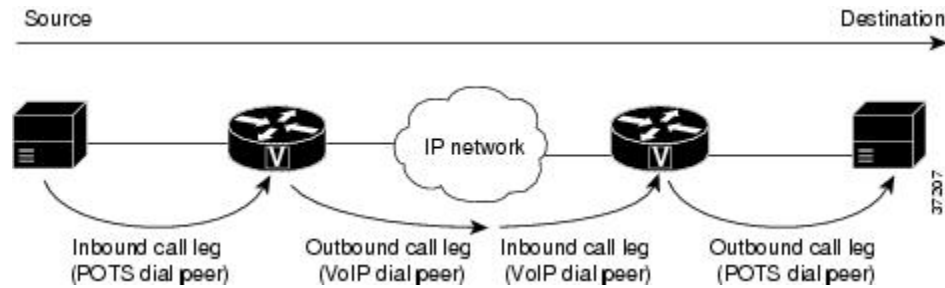 Source
Destination
V
IP network
V
37207
Inbound call leg
(POTS dial peer)
Outbound call leg
(VoIP dial peer)
Inbound call leg
(VoIP dial peer)
Outbound call leg
(POTS dial peer)